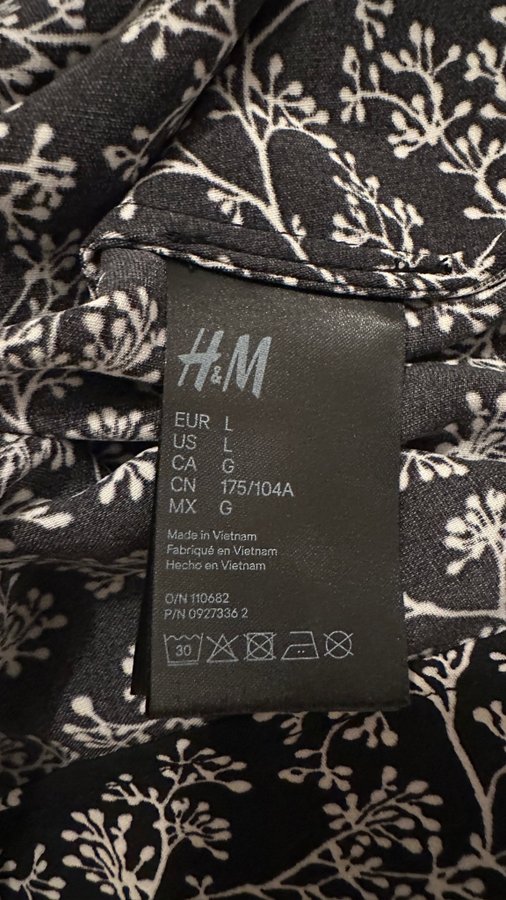 H&M
EUR L
US L
CA G
CN 175/104A
MX G
Made in Vietnam
Fabriqué en Vietnam
Hecho en Vietnam
O/N 110682
P/N 0927336 2
30